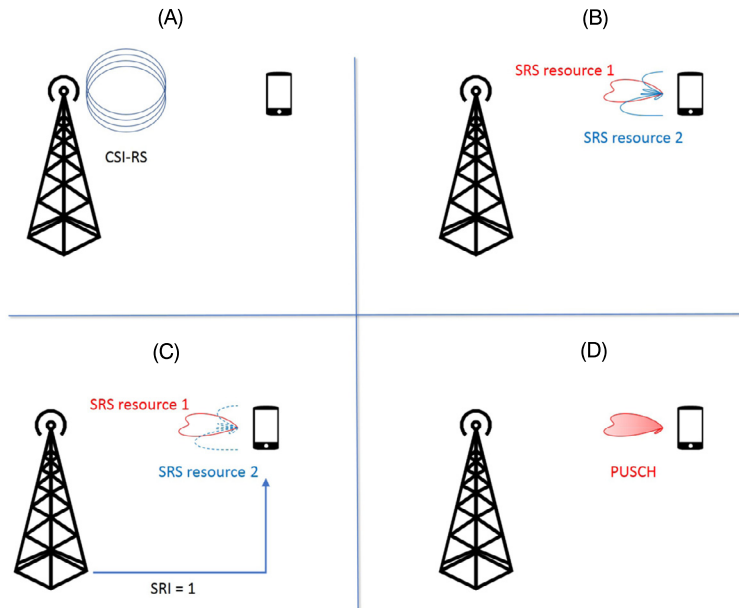 (A)
CSI-RS
(B)
SRS resource 1
SRS resource 2
(C)
SRS resource 1
SRS resource 2
SRI = 1
(D)
PUSCH